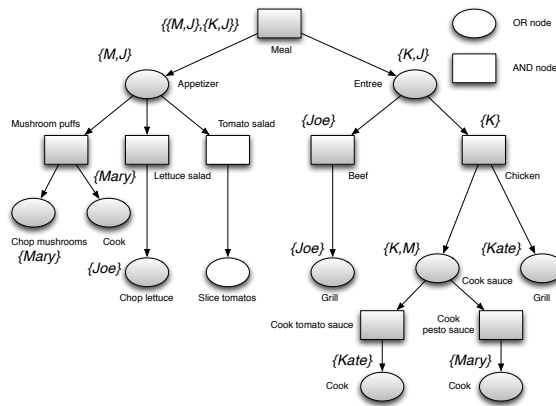 {{M,J},{K,J}}
Meal
OR node
{M,J}
{K,J}
AND node
Appetizer
Entree
Mushroom puffs
Tomato salad
{Joe}
{K}
{Mary}
Lettuce salad
Beef
Chicken
Chop mushrooms
Cook
{Mary}
{Joe}
{Joe}
{K,M}
{Kate}
Cook sauce
Chop lettuce
Slice tomatos
Grill
Grill
Cook tomato sauce
Cook
pesto sauce
{Kate}
{Mary}
Cook
Cook